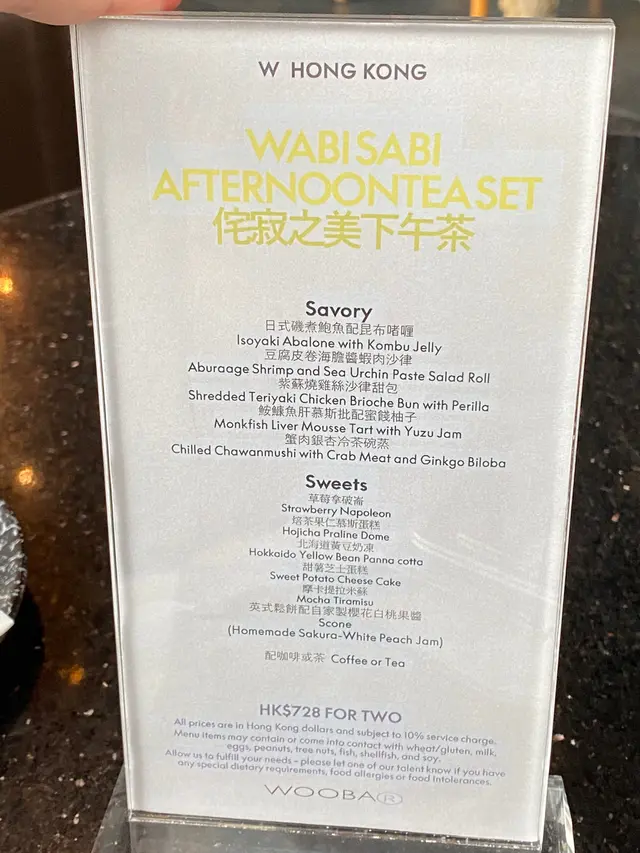 W HONG KONG
WABI SABI
AFTERNOON TEA SET
侘寂之美下午茶
Savory
日式磯煮鮑魚配昆布啫喱
Isoyaki Abalone with Kombu Jelly
豆腐皮卷海膽醬蝦肉沙律
Aburaage Shrimp and Sea Urchin Paste Salad Roll
紫蘇燒雞絲沙律甜包
Shredded Teriyaki Chicken Brioche Bun with Perilla
鮟鱇魚肝慕斯批配蜜餞柚子
Monkfish Liver Mousse Tart with Yuzu Jam
蟹肉銀杏冷茶碗蒸
Chilled Chawanmushi with Crab Meat and Ginkgo Biloba
Sweets
草莓拿破崙
Strawberry Napoleon
焙茶果仁慕斯蛋糕
Hojicha Praline Dome
北海道黃豆奶凍
Hokkaido Yellow Bean Panna cotta
甜薯芝士蛋糕
Sweet Potato Cheese Cake
摩卡提拉米蘇
Mocha Tiramisu
英式鬆餅配自家製櫻花白桃果醬
Scone
(Homemade Sakura-White Peach Jam)
配咖啡或茶 Coffee or Tea
HK$728 FOR TWO
All prices are in Hong Kong dollars and subject to 10% service charge.
Menu items may contain or come into contact with wheat/gluten, milk,
eggs, peanuts, tree nuts, fish, shellfish, and soy.
Allow us to fulfill your needs - please let one of our talent know if you have
any special dietary requirements, food allergies or food intolerances.
WOOBAR